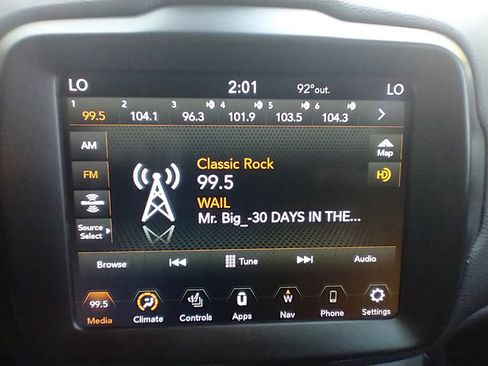 LO 2:01 92°out. LO
1 2 3 4 5 6
99.5 104.1 96.3 101.9 103.5 104.3
AM
FM
Source
Select
Classic Rock
99.5
WAIL
Mr. Big_-30 DAYS IN THE...
Map
HD
Browse Tune Audio
99.5 W
Media Climate Controls Apps Nav Phone Settings